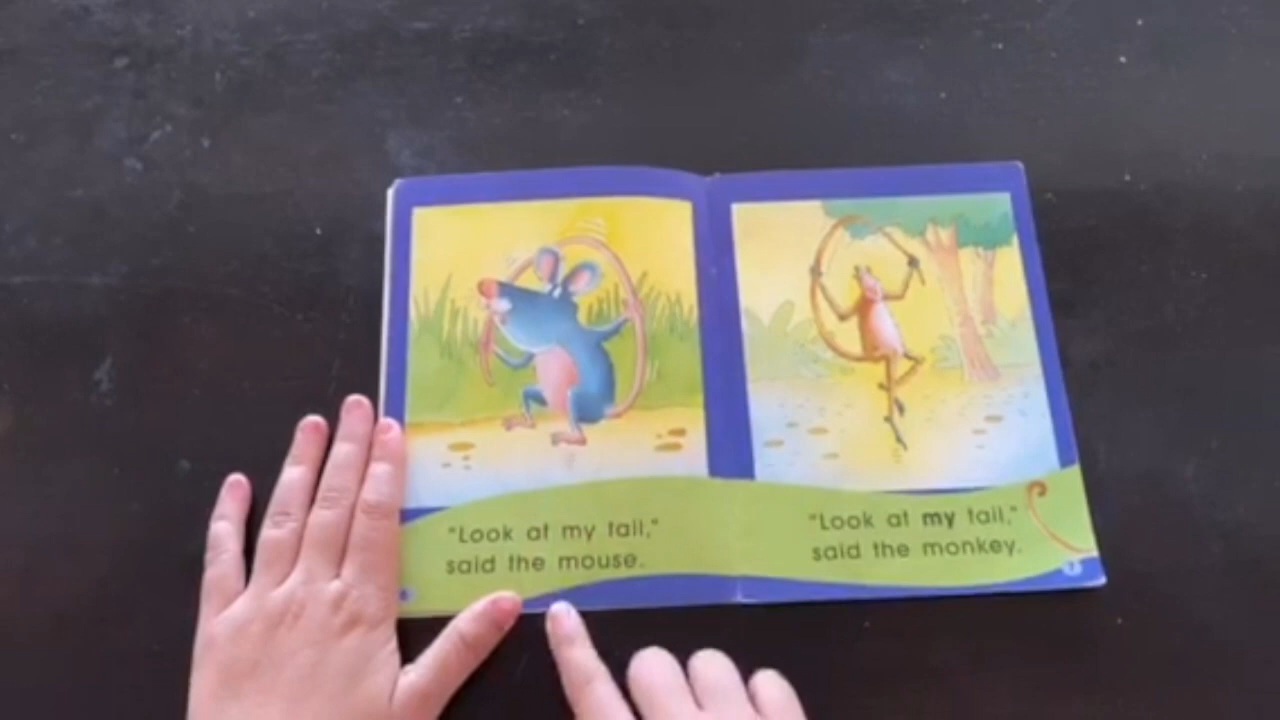 "Look at my tail,"
said the mouse.
"Look at my tail,"
said the monkey.